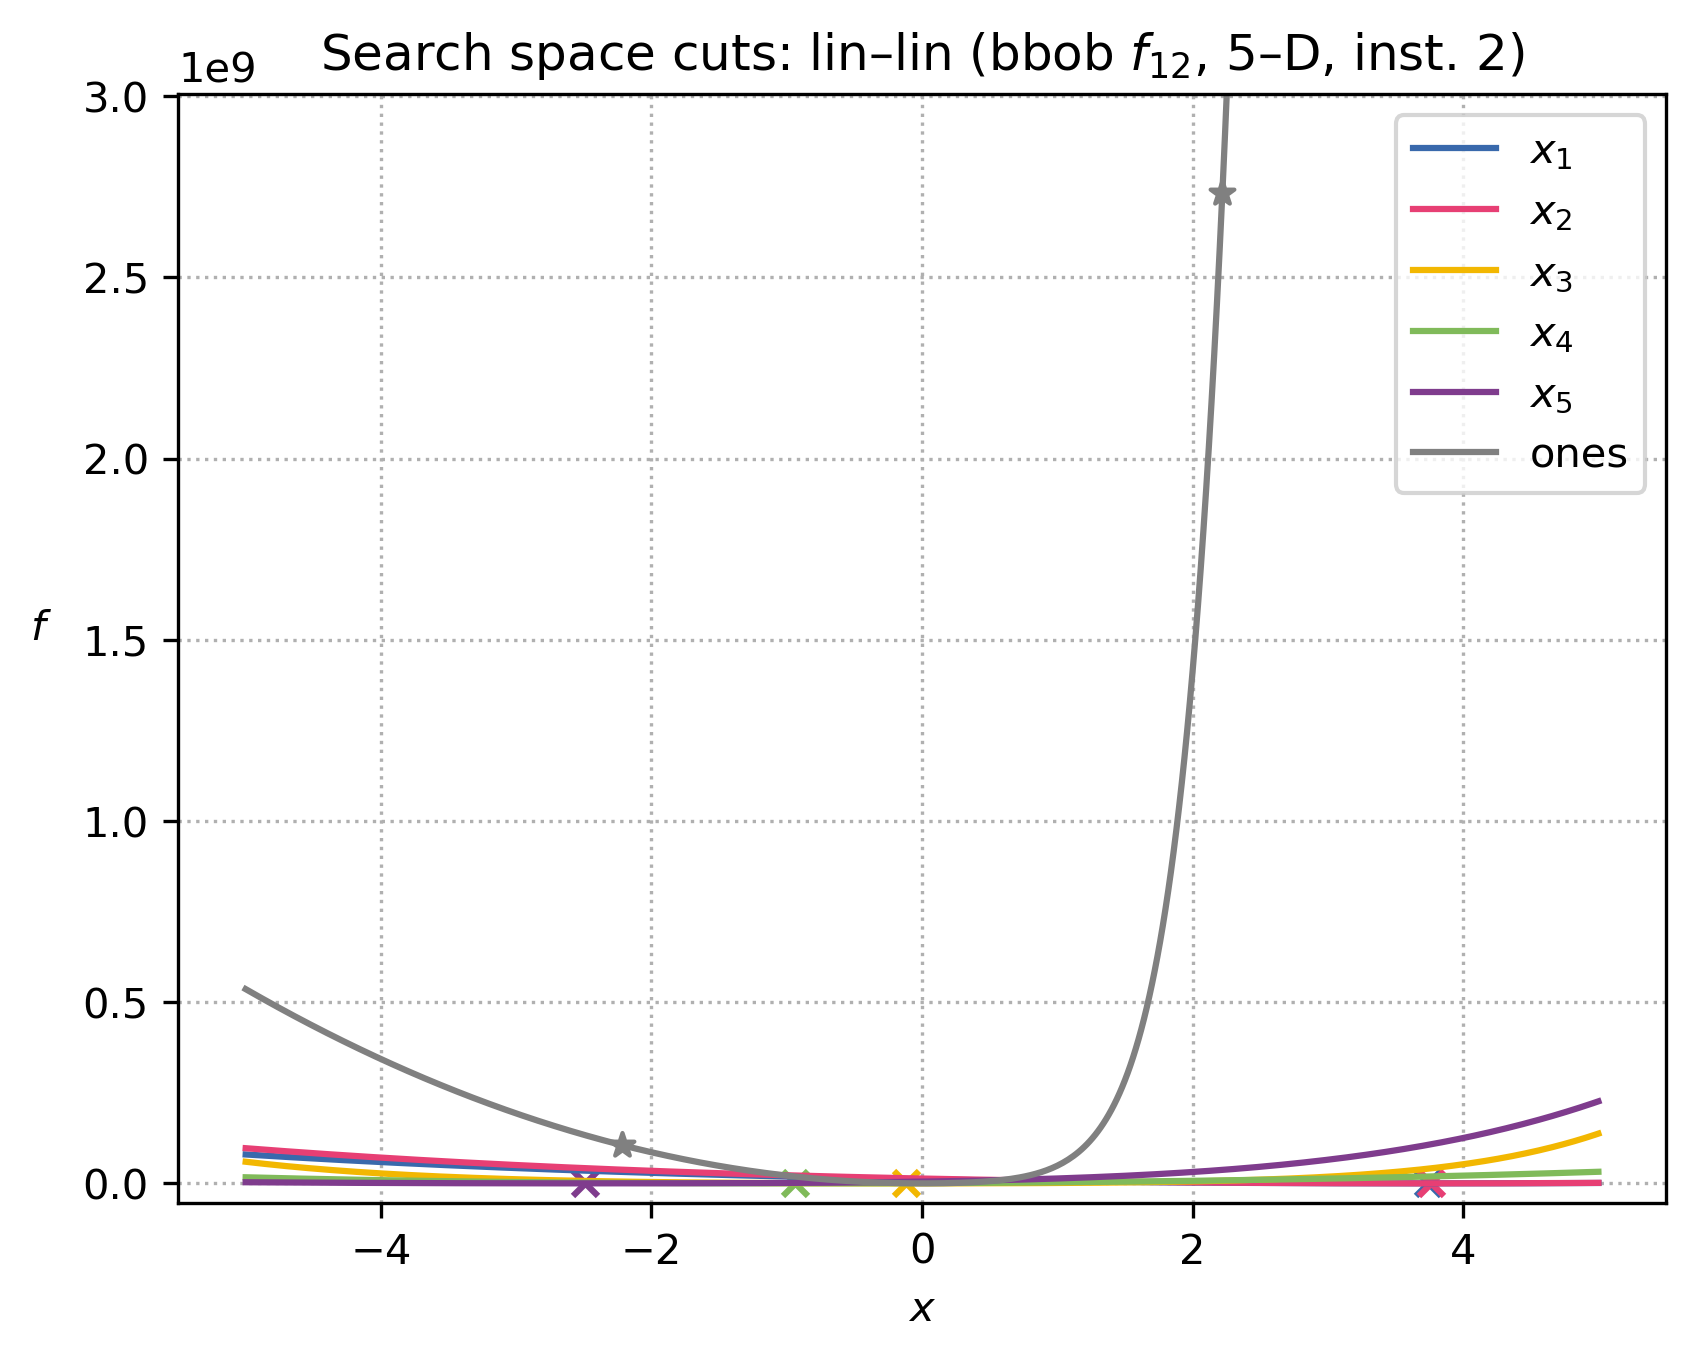 Search space cuts: lin–lin (bbob f12, 5–D, inst. 2)
1e9
3.0
2.5
2.0
1.5
1.0
0.5
0.0
f
x1
x2
x3
x4
x5
ones
−4 −2 0 2 4
x